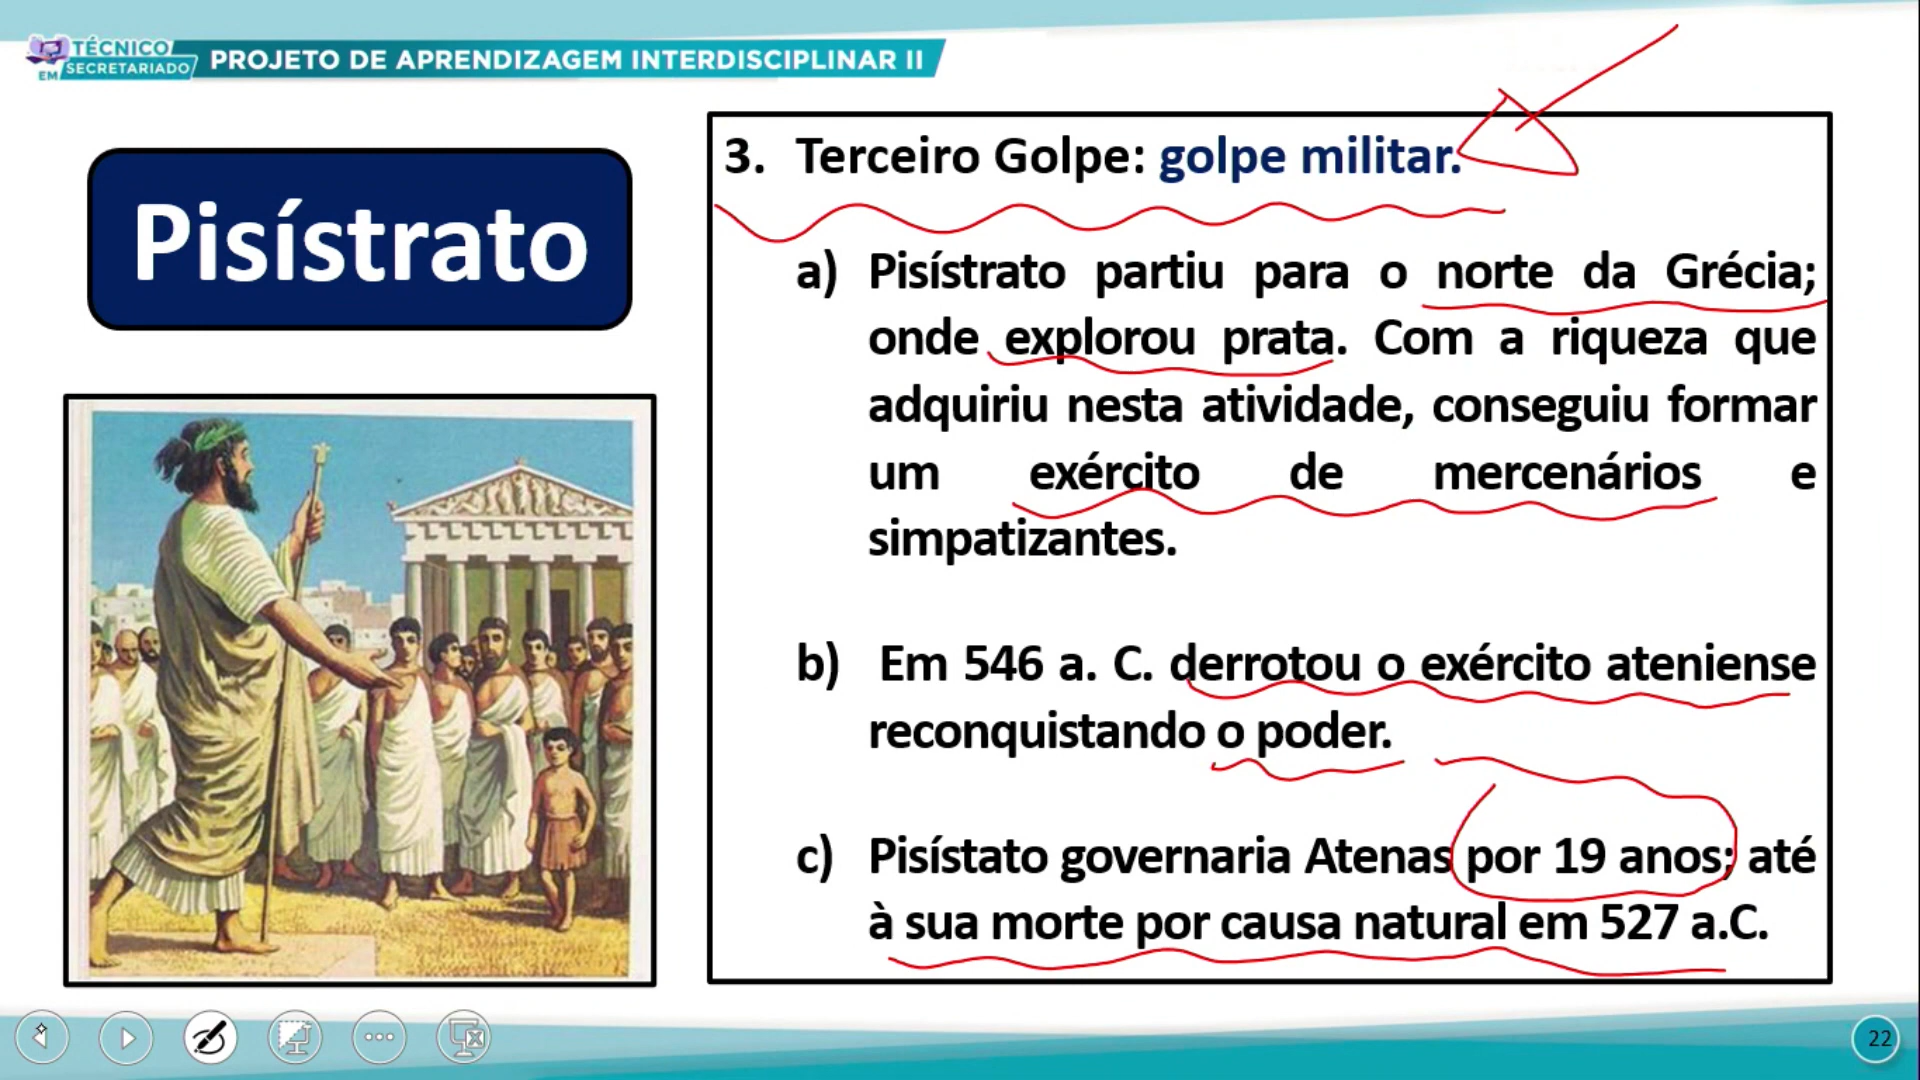 TÉCNICO
EM SECRETARIADO
PROJETO DE APRENDIZAGEM INTERDISCIPLINAR II
Pisístrato
3. Terceiro Golpe: golpe militar.
a) Pisístrato partiu para o norte da Grécia;
onde explorou prata. Com a riqueza que
adquiriu nesta atividade, conseguiu formar
um exército de mercenários e
simpatizantes.
b) Em 546 a. C. derrotou o exército ateniense
reconquistando o poder.
c) Pisístato governaria Atenas por 19 anos; até
à sua morte por causa natural em 527 a.C.
22